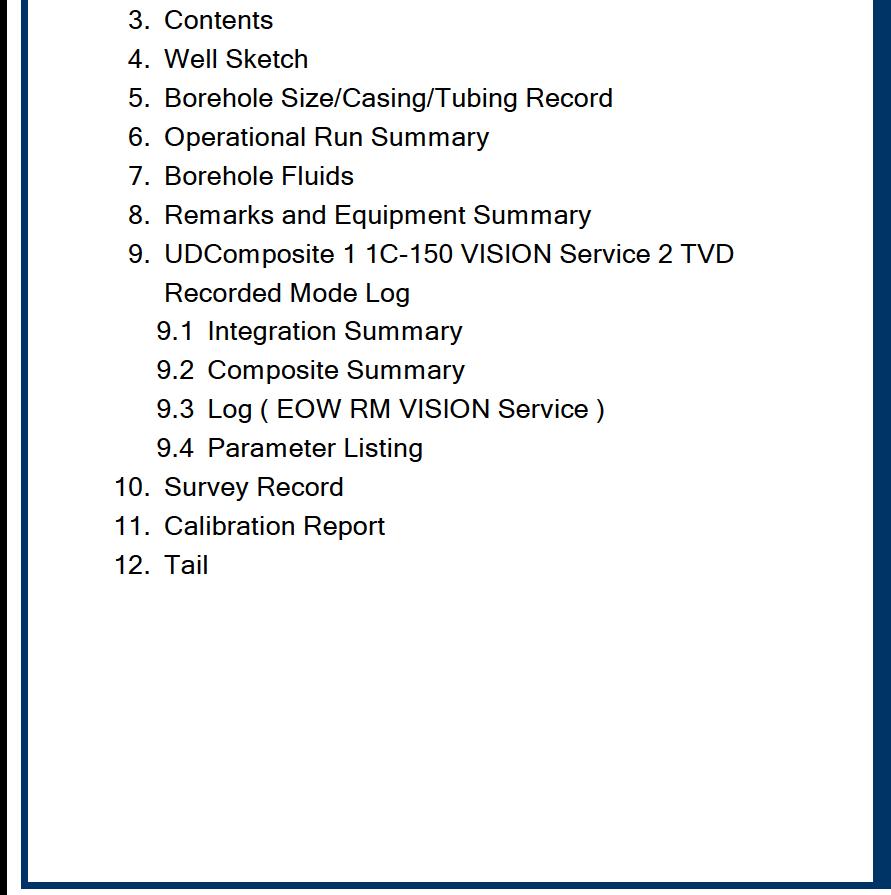 3. Contents
4. Well Sketch
5. Borehole Size/Casing/Tubing Record
6. Operational Run Summary
7. Borehole Fluids
8. Remarks and Equipment Summary
9. UDComposite 1 1C-150 VISION Service 2 TVD
Recorded Mode Log
9.1 Integration Summary
9.2 Composite Summary
9.3 Log ( EOW RM VISION Service )
9.4 Parameter Listing
10. Survey Record
11. Calibration Report
12. Tail